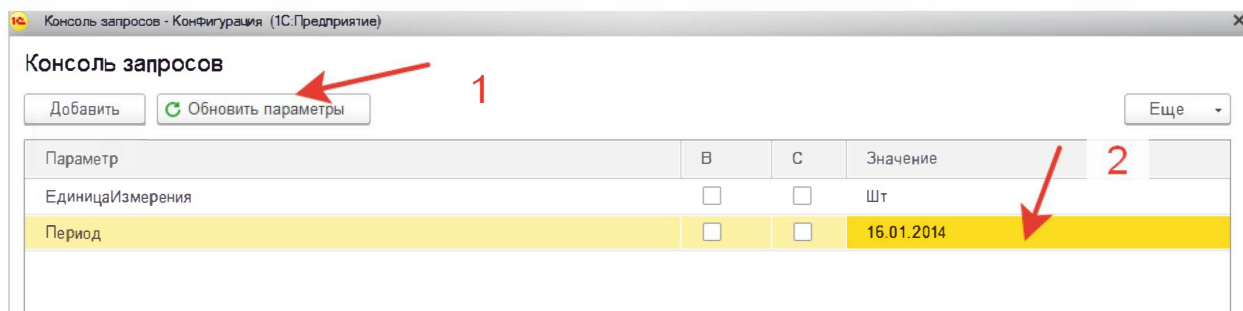 1С Консоль запросов - Конфигурация (1С:Предприятие)
Консоль запросов
1
Добавить Обновить параметры Еще
Параметр В С Значение
2
ЕдиницаИзмерения Шт
Период 16.01.2014